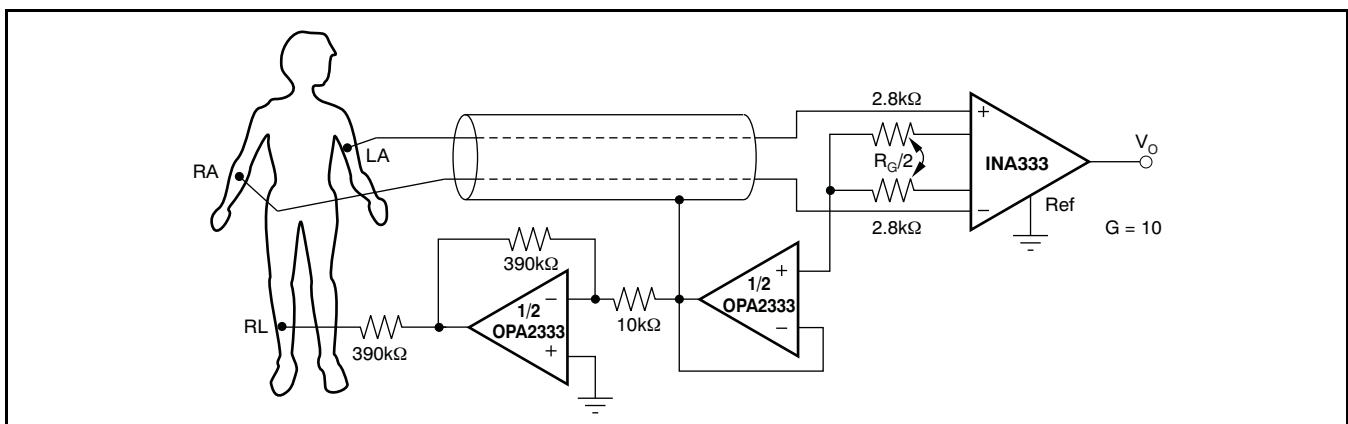 2.8kΩ
+
V_O
LA
R_G/2
INA333
RA
−
Ref
2.8kΩ
G = 10
390kΩ
+
1/2
OPA2333
−
1/2
OPA2333
−
+
10kΩ
RL
390kΩ